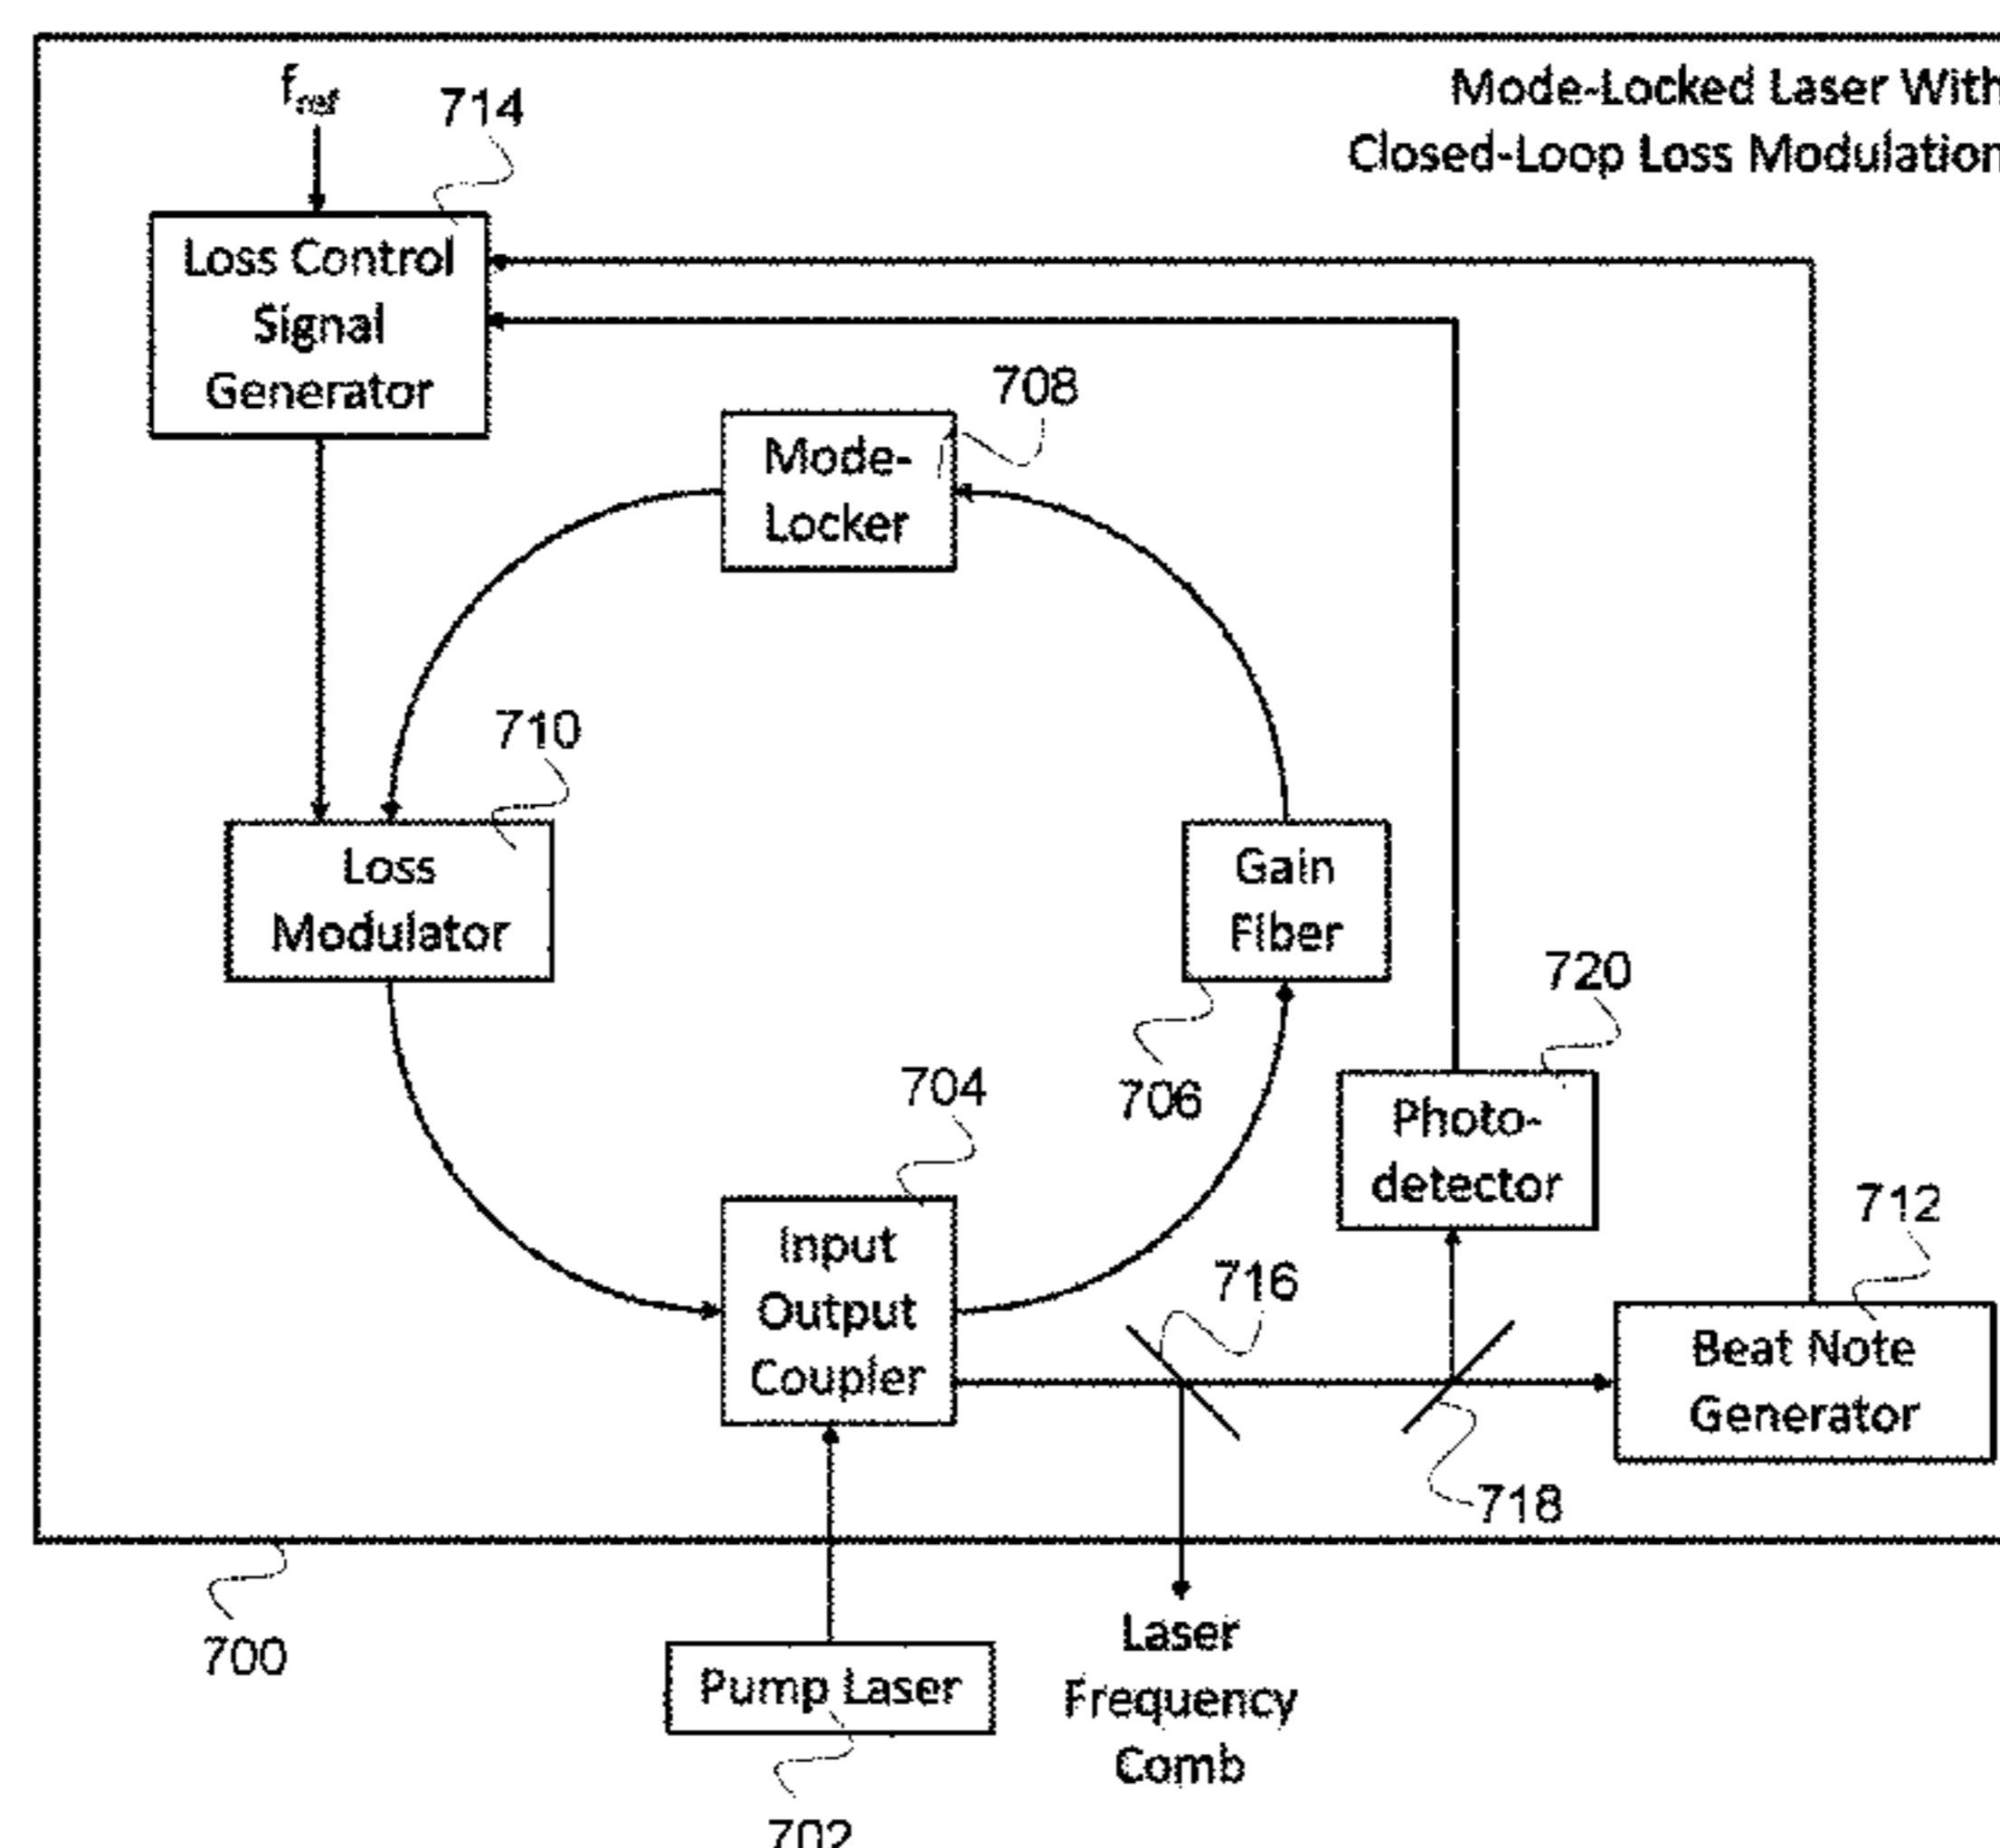 Mode-Locked Laser With
Closed-Loop Loss Modulation
fref
714
Loss Control
Signal
Generator
708
Mode-
Locker
710
Loss
Modulator
Gain
Fiber
706
720
Photo-
detector
704
Input
Output
Coupler
716
712
Beat Note
Generator
718
700
Pump Laser
702
Laser
Frequency
Comb